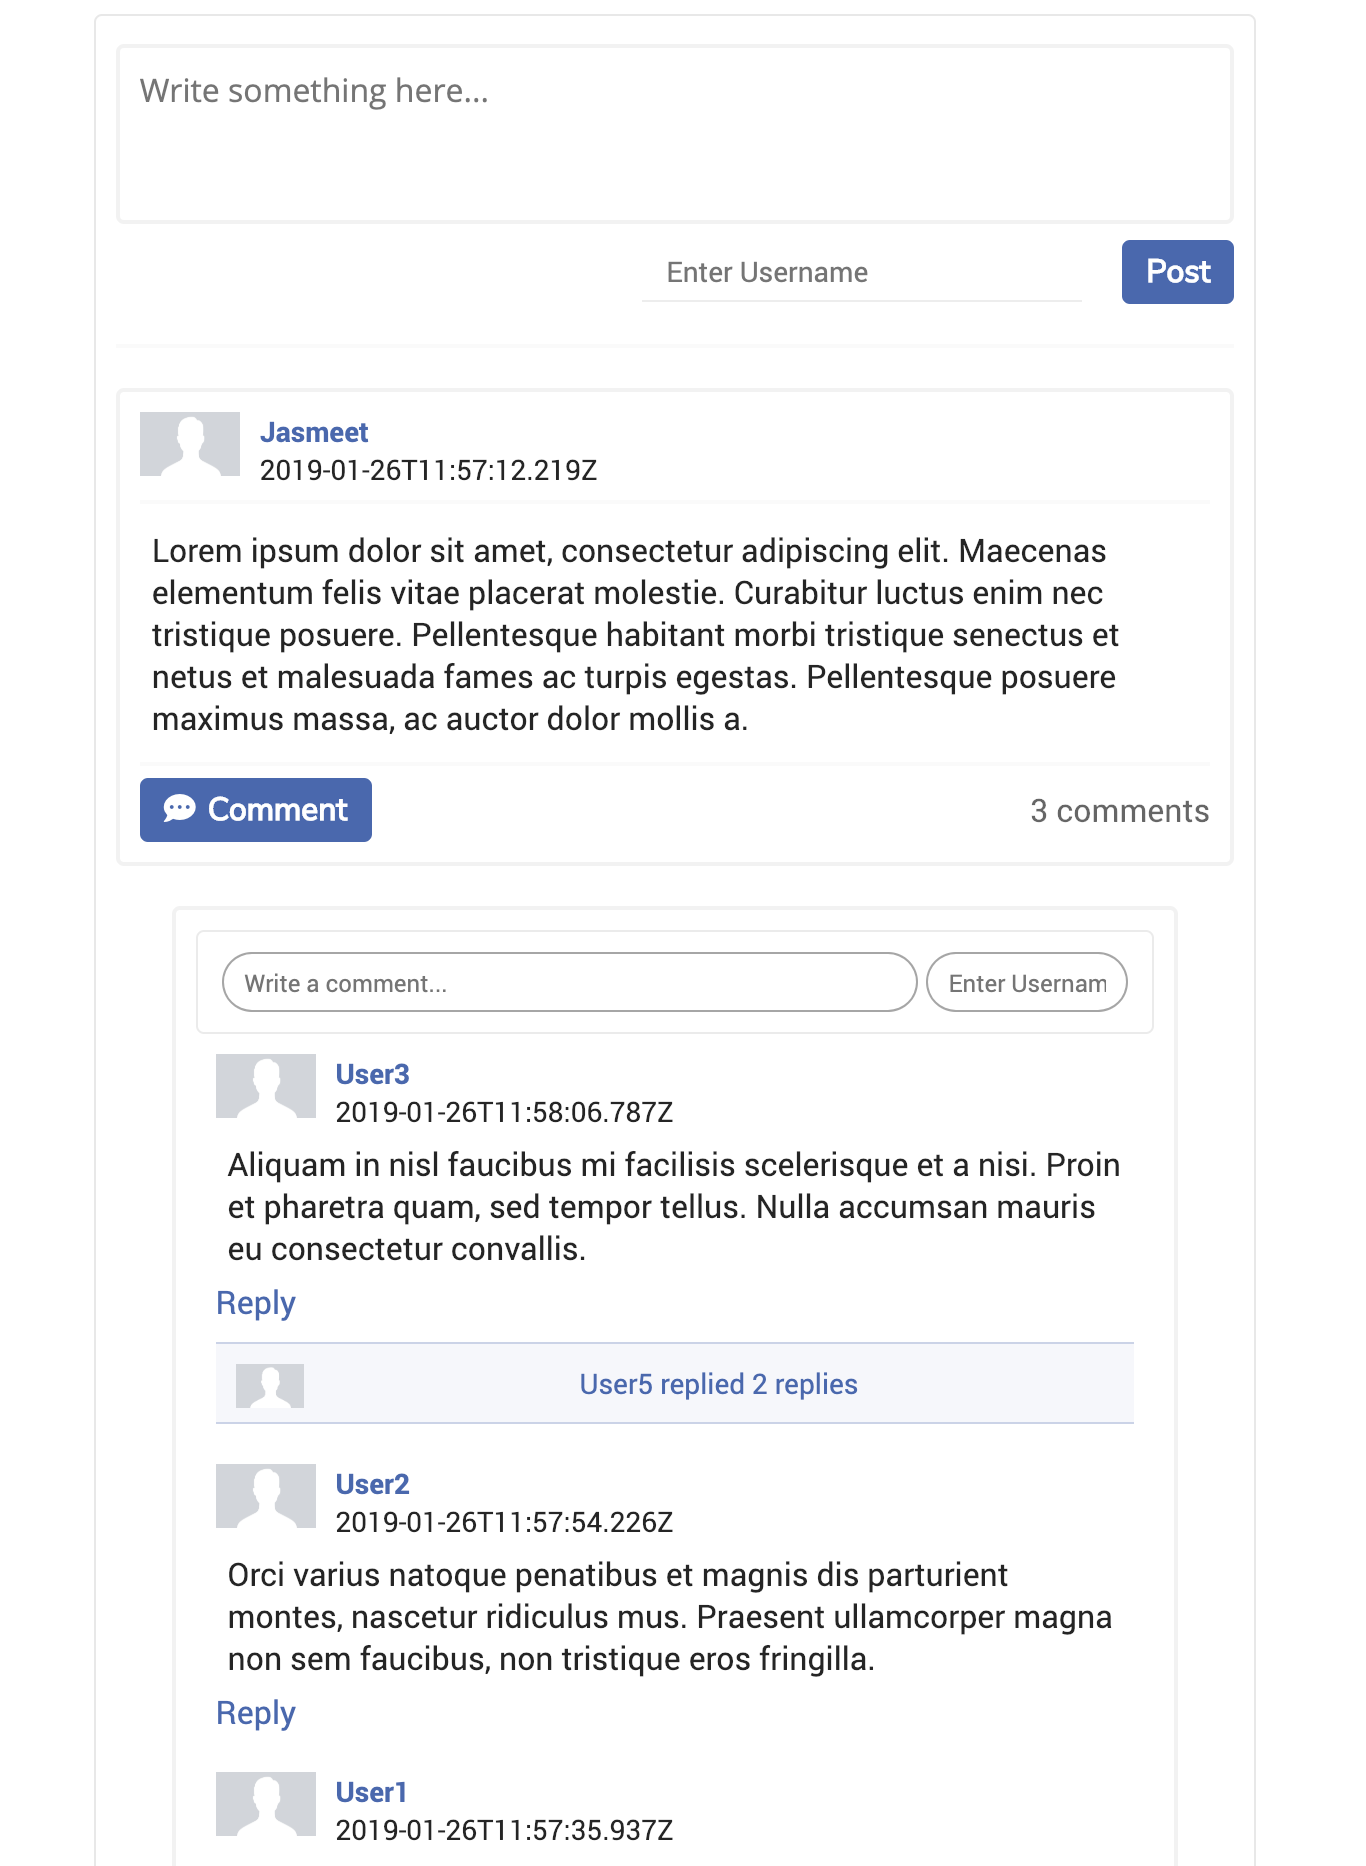 Write something here...
Enter Username
Post
Jasmeet
2019-01-26T11:57:12.219Z
Lorem ipsum dolor sit amet, consectetur adipiscing elit. Maecenas
elementum felis vitae placerat molestie. Curabitur luctus enim nec
tristique posuere. Pellentesque habitant morbi tristique senectus et
netus et malesuada fames ac turpis egestas. Pellentesque posuere
maximus massa, ac auctor dolor mollis a.
Comment
3 comments
Write a comment...
Enter Usernam
User3
2019-01-26T11:58:06.787Z
Aliquam in nisl faucibus mi facilisis scelerisque et a nisi. Proin
et pharetra quam, sed tempor tellus. Nulla accumsan mauris
eu consectetur convallis.
Reply
User5 replied 2 replies
User2
2019-01-26T11:57:54.226Z
Orci varius natoque penatibus et magnis dis parturient
montes, nascetur ridiculus mus. Praesent ullamcorper magna
non sem faucibus, non tristique eros fringilla.
Reply
User1
2019-01-26T11:57:35.937Z